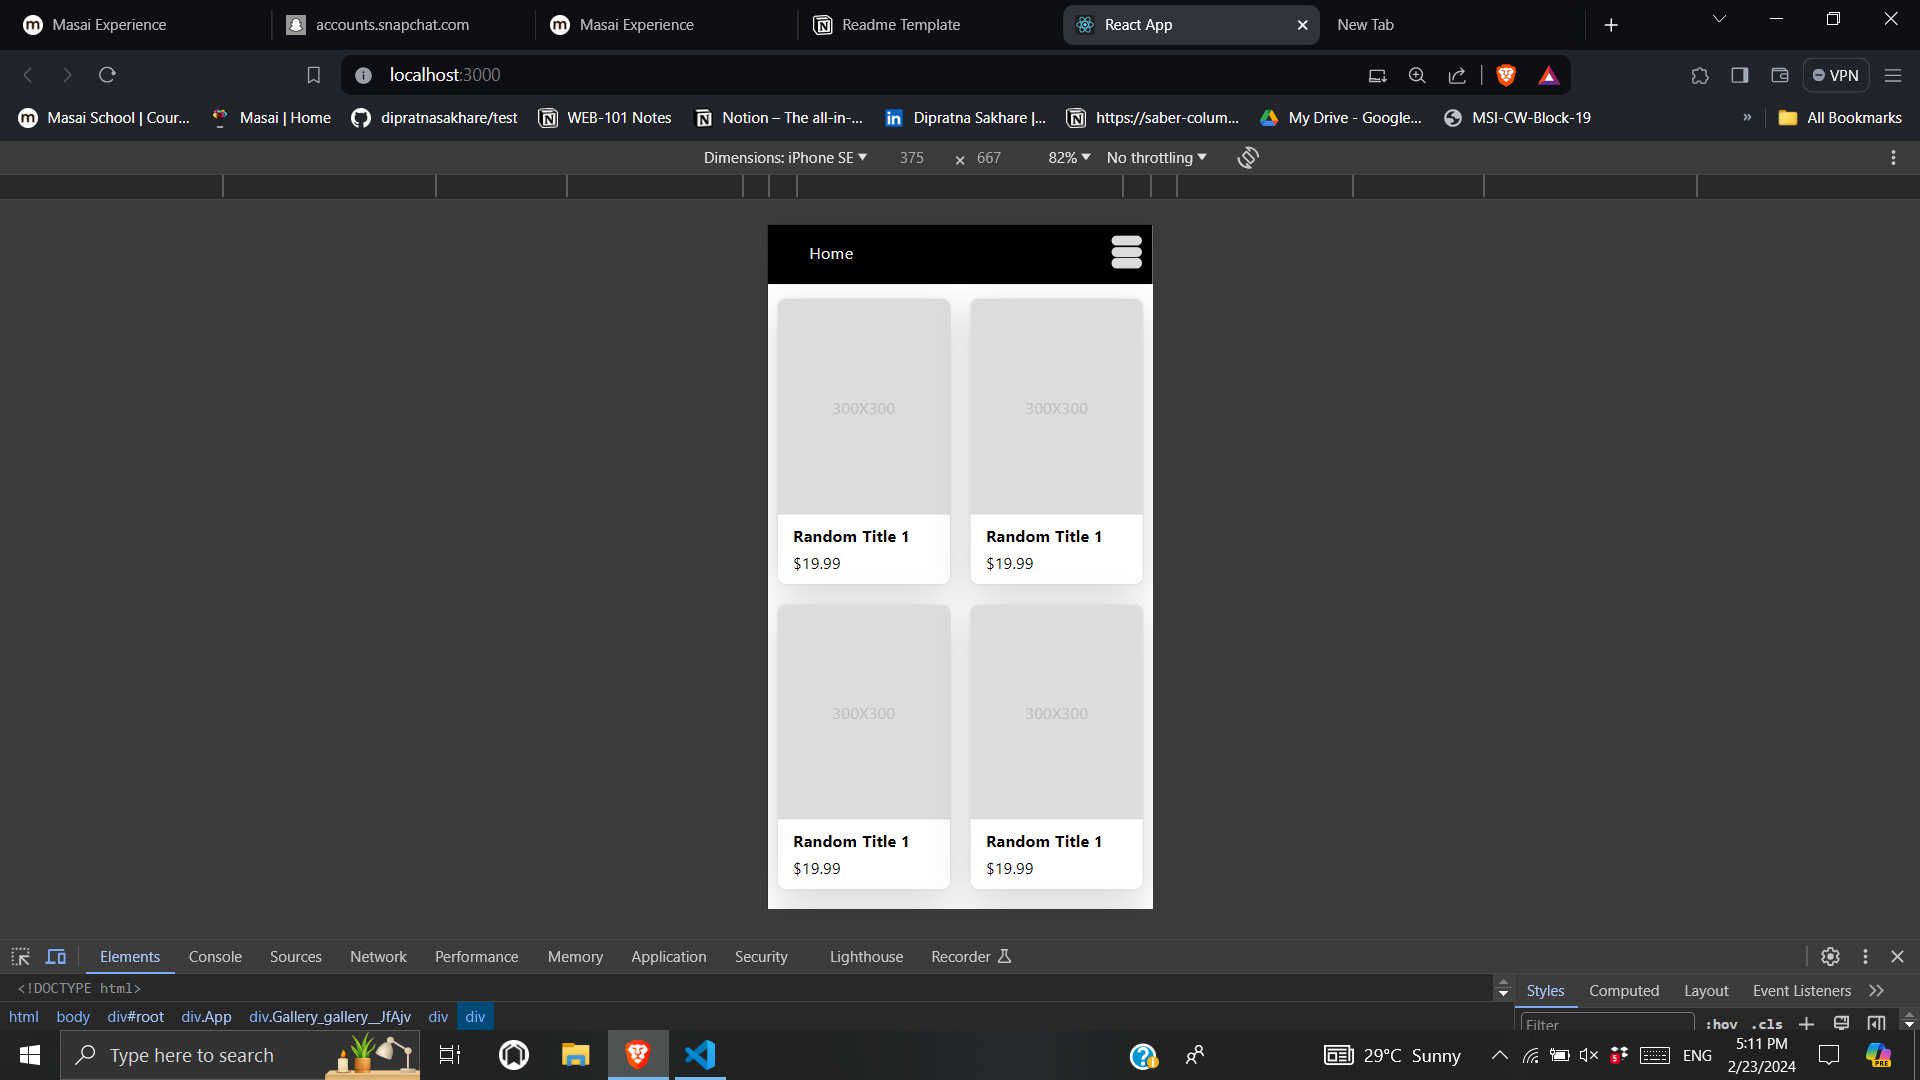 Masai Experience
accounts.snapchat.com
Masai Experience
Readme Template
React App
New Tab
localhost:3000
VPN
Masai School | Cour...
Masai | Home
dipratnasakhare/test
WEB-101 Notes
Notion – The all-in-...
Dipratna Sakhare |...
https://saber-colum...
My Drive - Google...
MSI-CW-Block-19
»
All Bookmarks
Dimensions: iPhone SE
375
×
667
82%
No throttling
Home
300X300
300X300
Random Title 1
Random Title 1
$19.99
$19.99
300X300
300X300
Random Title 1
Random Title 1
$19.99
$19.99
Elements
Console
Sources
Network
Performance
Memory
Application
Security
Lighthouse
Recorder
<!DOCTYPE html>
Styles
Computed
Layout
Event Listeners
html
body
div#root
div.App
div.Gallery_gallery__JfAjv
div
div
Filter
:hov
.cls
Type here to search
29°C Sunny
5
ENG
5:11 PM
2/23/2024
PRE